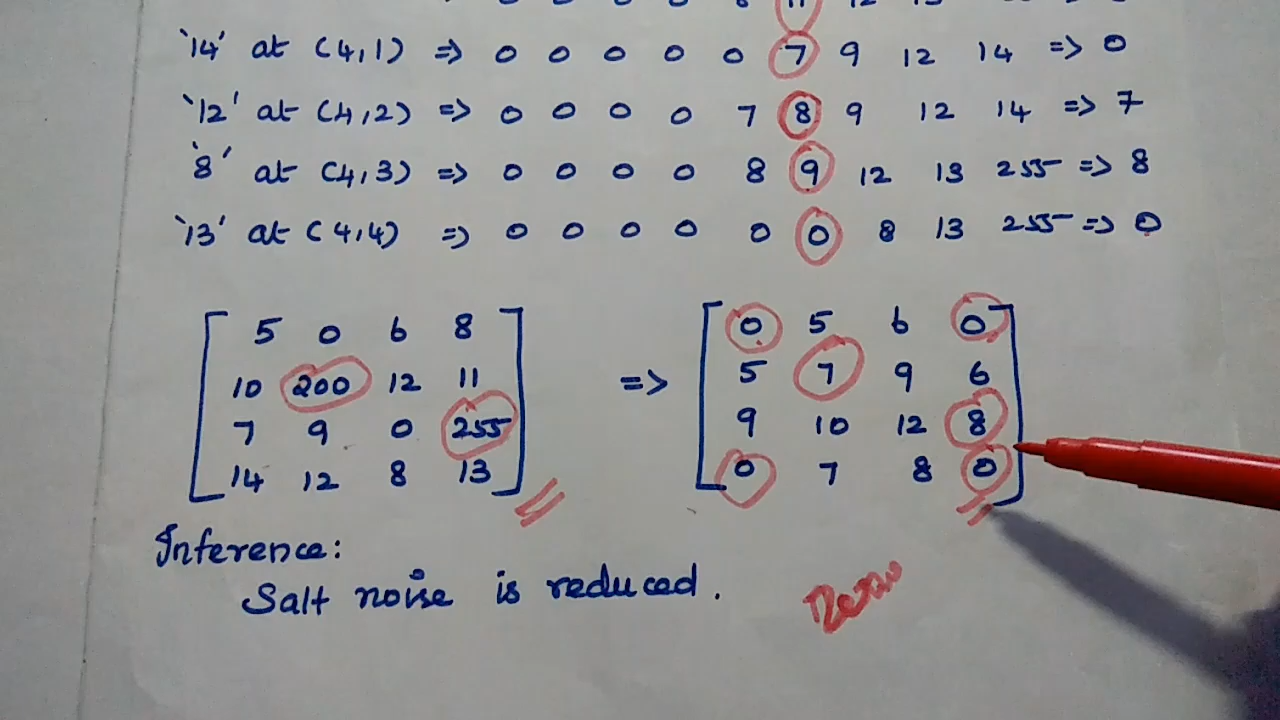 '14' at (4,1) => 0 0 0 0 0 7 9 12 14 => 0
'12' at (4,2) => 0 0 0 0 7 8 9 12 14 => 7
'8' at (4,3) => 0 0 0 0 8 9 12 13 255 => 8
'13' at (4,4) => 0 0 0 0 0 0 8 13 255 => 0
5 0 6 8 0 5 6 0
10 200 12 11 => 5 7 9 6
7 9 0 255 9 10 12 8
14 12 8 13 0 7 8 0
Inference:
Salt noise is reduced.